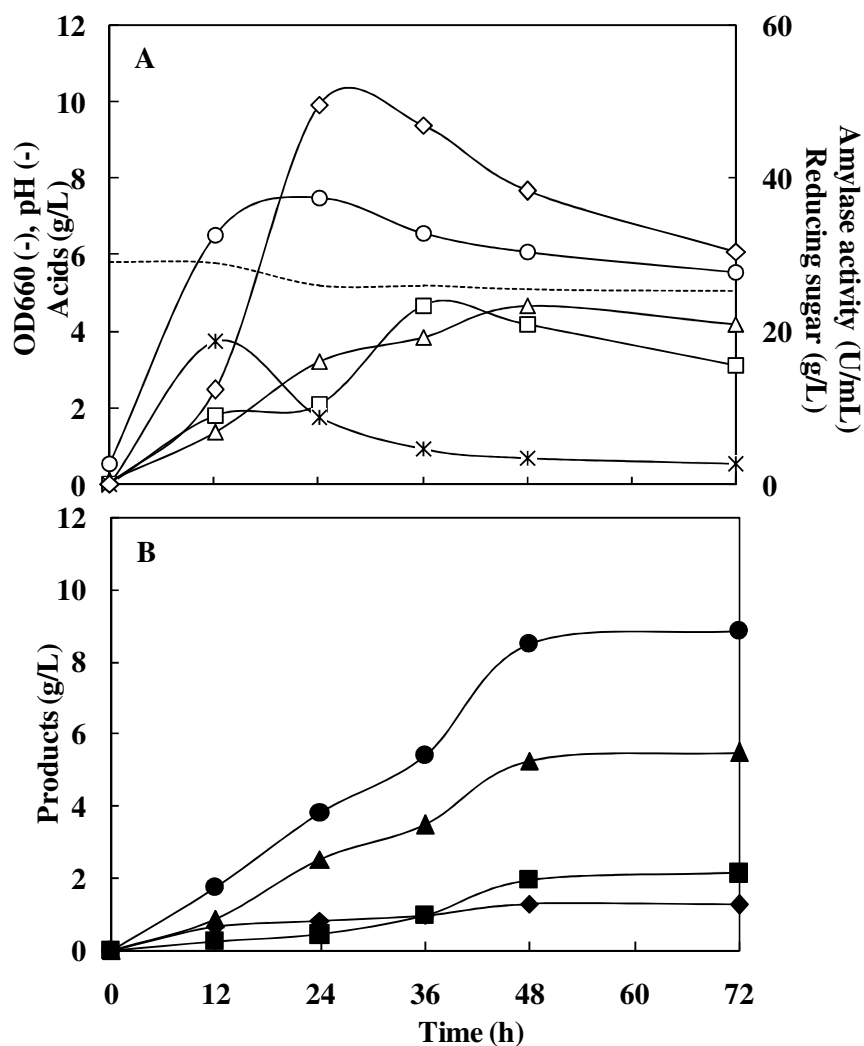 A
12
10
8
6
4
2
0
OD660 (-), pH (-)
Acids (g/L)
60
40
20
0
Amylase activity (U/mL)
Reducing sugar (g/L)
B
12
10
8
6
4
2
0
Products (g/L)
0 12 24 36 48 60 72
Time (h)